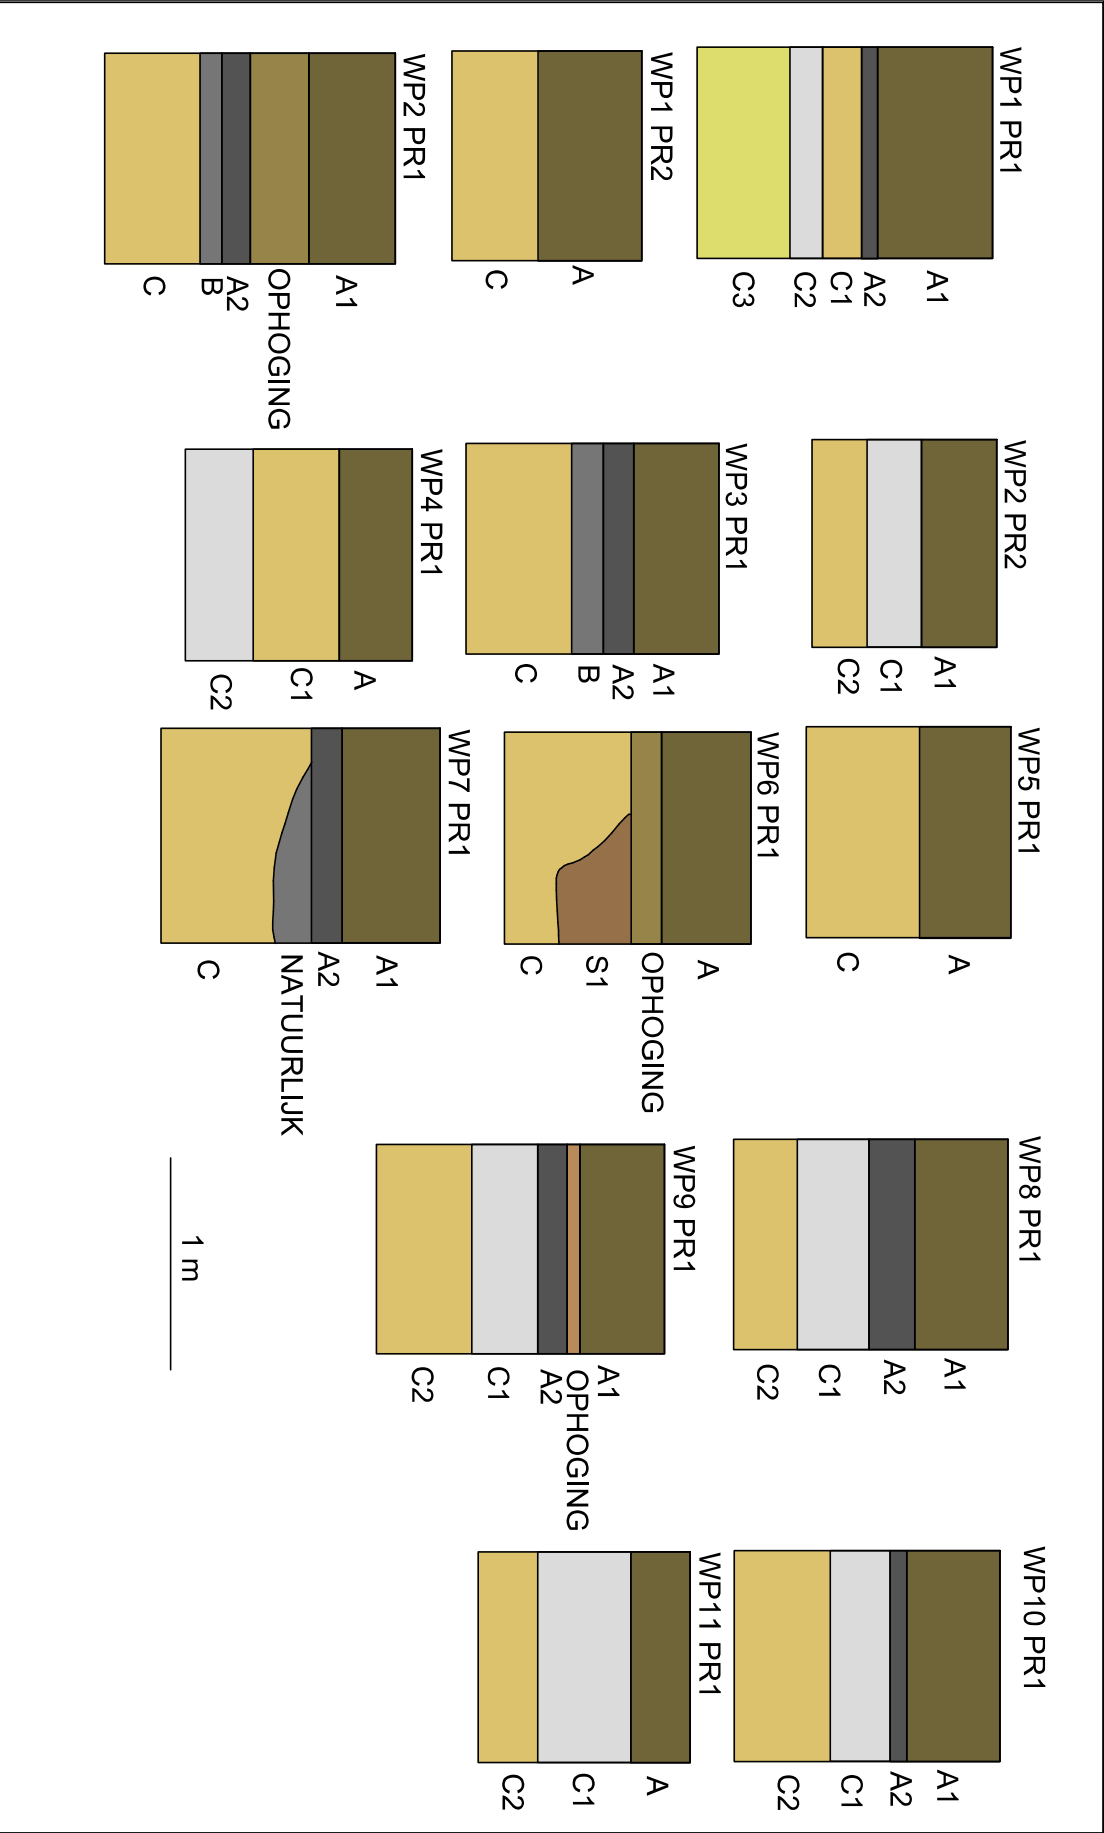 WP1 PR1
A1
A2
C1
C2
C3
WP1 PR2
A
C
WP2 PR1
A1
OPHOGING
A2
B
C
WP2 PR2
A1
C1
C2
WP3 PR1
A1
A2
B
C
WP4 PR1
A
C1
C2
WP5 PR1
A
C
WP6 PR1
A
OPHOGING
S1
C
WP7 PR1
A1
A2
NATUURLIJK
C
WP8 PR1
A1
A2
C1
C2
WP9 PR1
A1
OPHOGING
A2
C1
C2
WP10 PR1
A1
A2
C1
C2
WP11 PR1
A
C1
C2
1 m